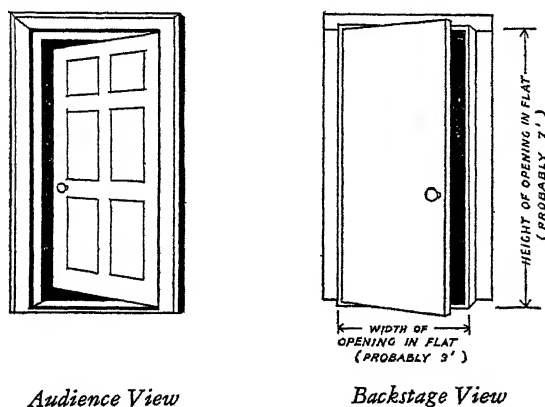 HEIGHT OF OPENING IN FLAT
(PROBABLY 7')
WIDTH OF
OPENING IN FLAT
(PROBABLY 3')
Audience View
Backstage View